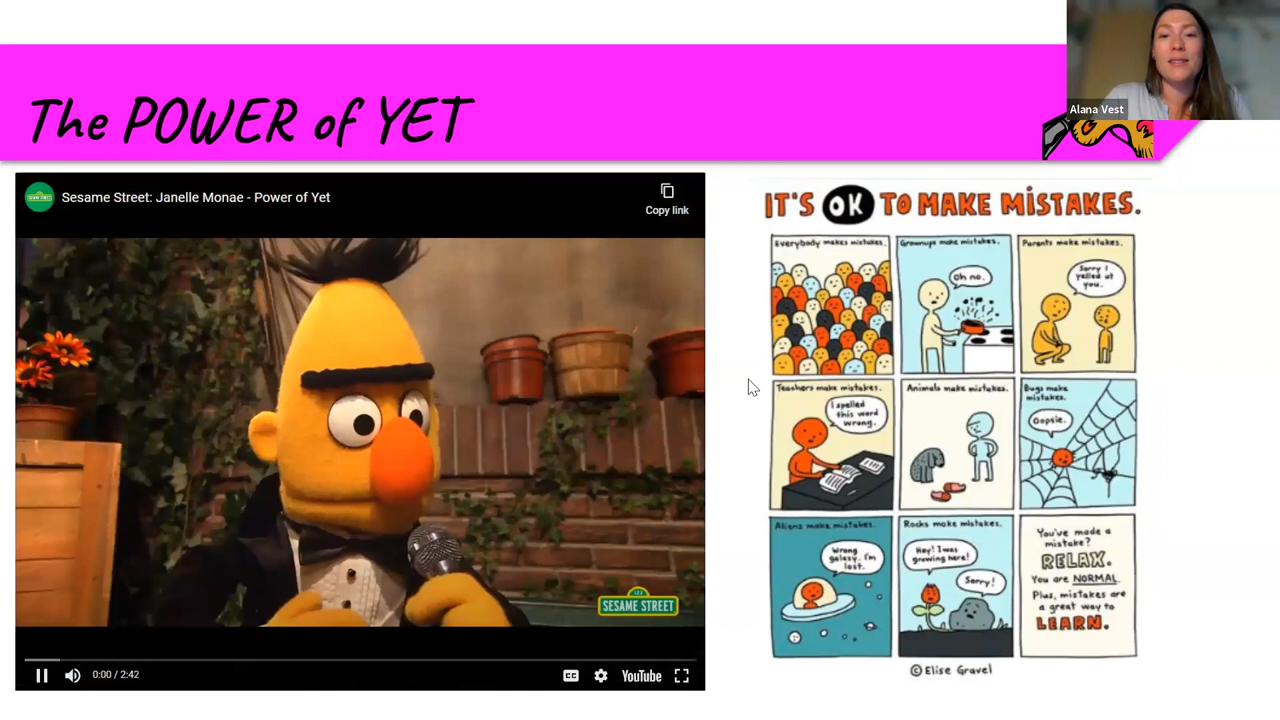 The POWER of YET
Alana Vest
Sesame Street: Janelle Monae - Power of Yet
Copy link
SESAME STREET
0:00 / 2:42
CC
YouTube
IT'S OK TO MAKE MISTAKES.
Everybody makes mistakes.
Grownups make mistakes.
Oh no.
Parents make mistakes.
Sorry I
yelled at
you.
Teachers make mistakes.
I spelled
this word
wrong.
Animals make mistakes.
Bugs make
mistakes.
Oopsie.
Aliens make mistakes.
Wrong
galaxy. I'm
lost.
Rocks make mistakes.
Hey! I was
growing here!
Sorry!
You've made a
mistake?
RELAX.
You are NORMAL.
Plus, mistakes are
a great way to
LEARN.
© Elise Gravel